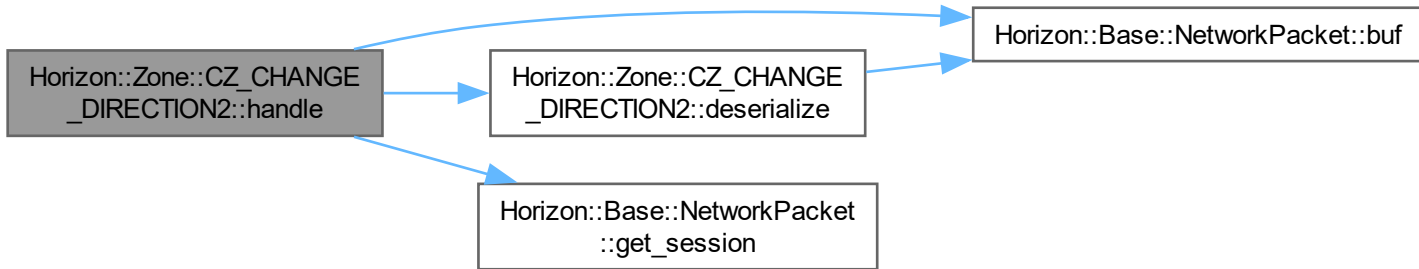 Horizon::Zone::CZ_CHANGE
_DIRECTION2::handle
Horizon::Zone::CZ_CHANGE
_DIRECTION2::deserialize
Horizon::Base::NetworkPacket::buf
Horizon::Base::NetworkPacket
::get_session